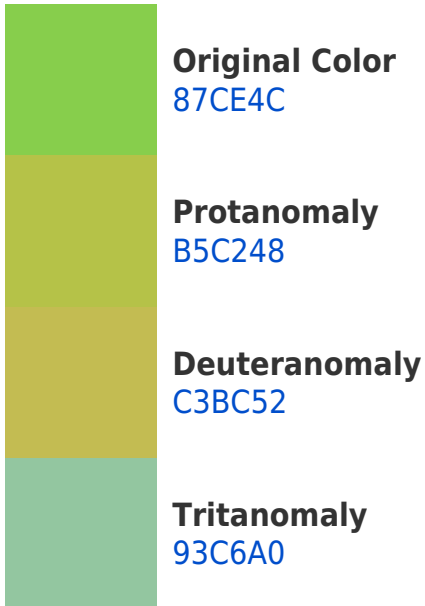 Original Color
87CE4C
Protanomaly
B5C248
Deuteranomaly
C3BC52
Tritanomaly
93C6A0